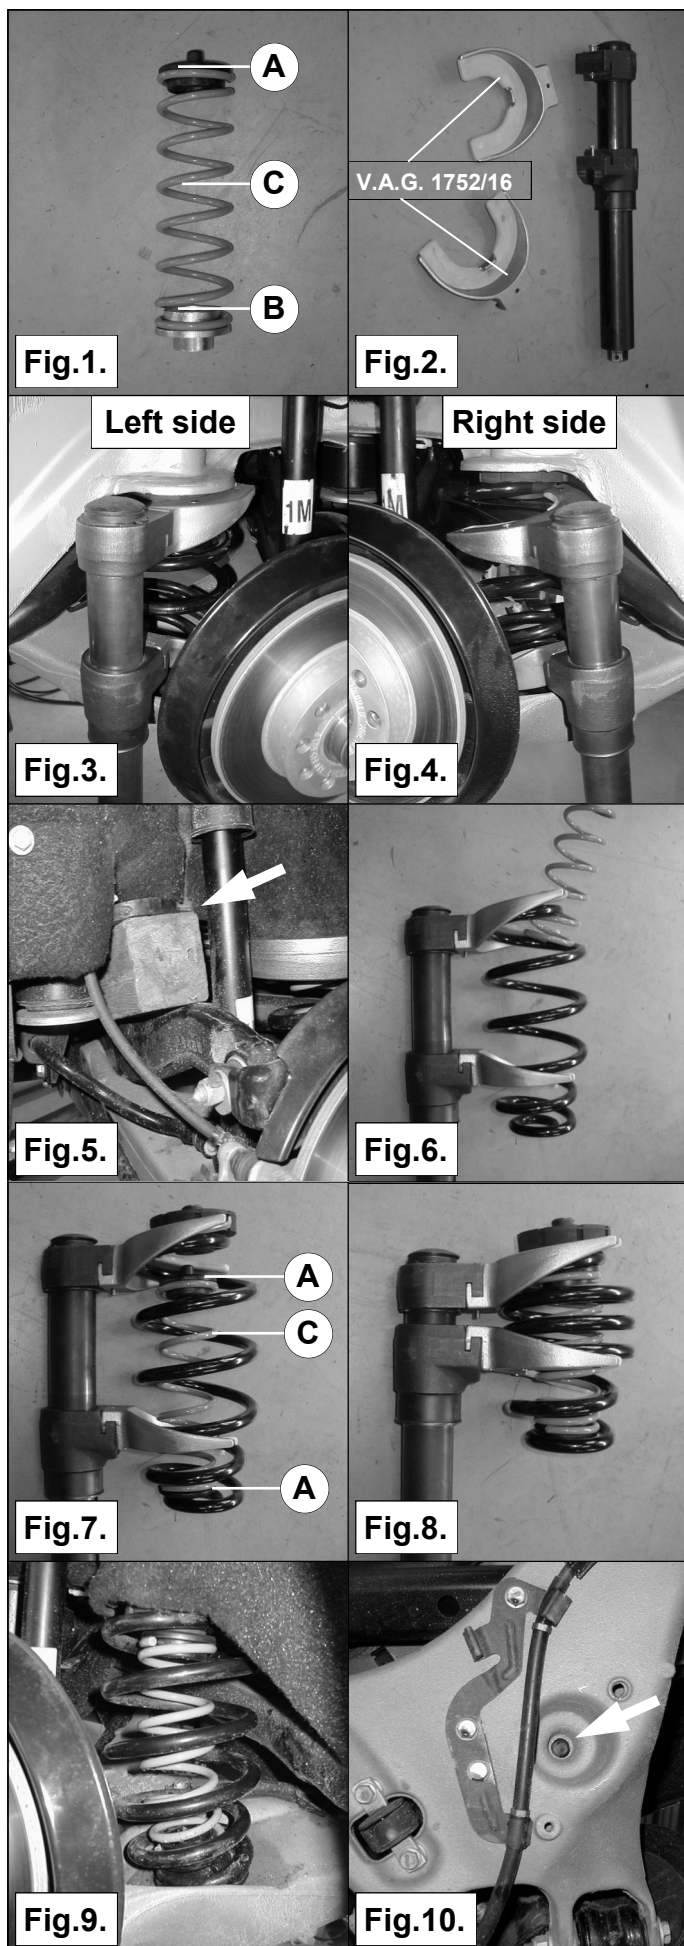 A
C
B
Fig.1.
V.A.G. 1752/16
Fig.2.
Left side
1M
Fig.3.
Right side
M
Fig.4.
Fig.5.
Fig.6.
A
C
A
Fig.7.
Fig.8.
Fig.9.
Fig.10.